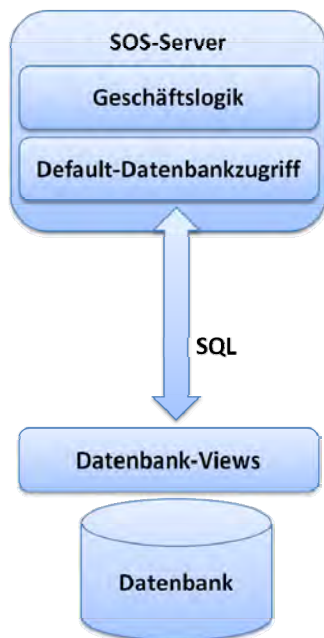 SOS-Server
Geschäftslogik
Default-Datenbankzugriff
SQL
Datenbank-Views
Datenbank